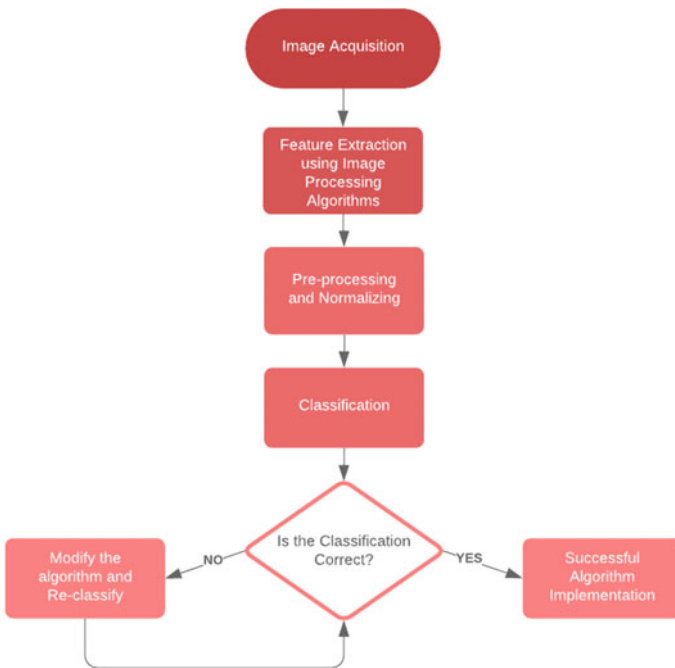 Image Acquisition
Feature Extraction
using Image
Processing
Algorithms
Pre-processing
and Normalizing
Classification
Is the Classification
Correct?
NO
YES
Modify the
algorithm and
Re-classify
Successful
Algorithm
Implementation